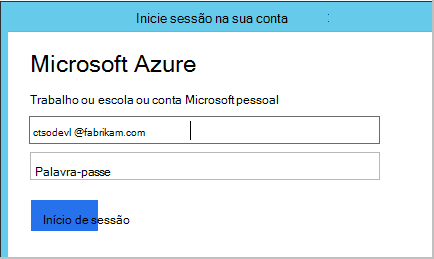 Inicie sessão na sua conta
Microsoft Azure
Trabalho ou escola ou conta Microsoft pessoal
ctsodevl @fabrikam.com
Palavra-passe
Início de sessão